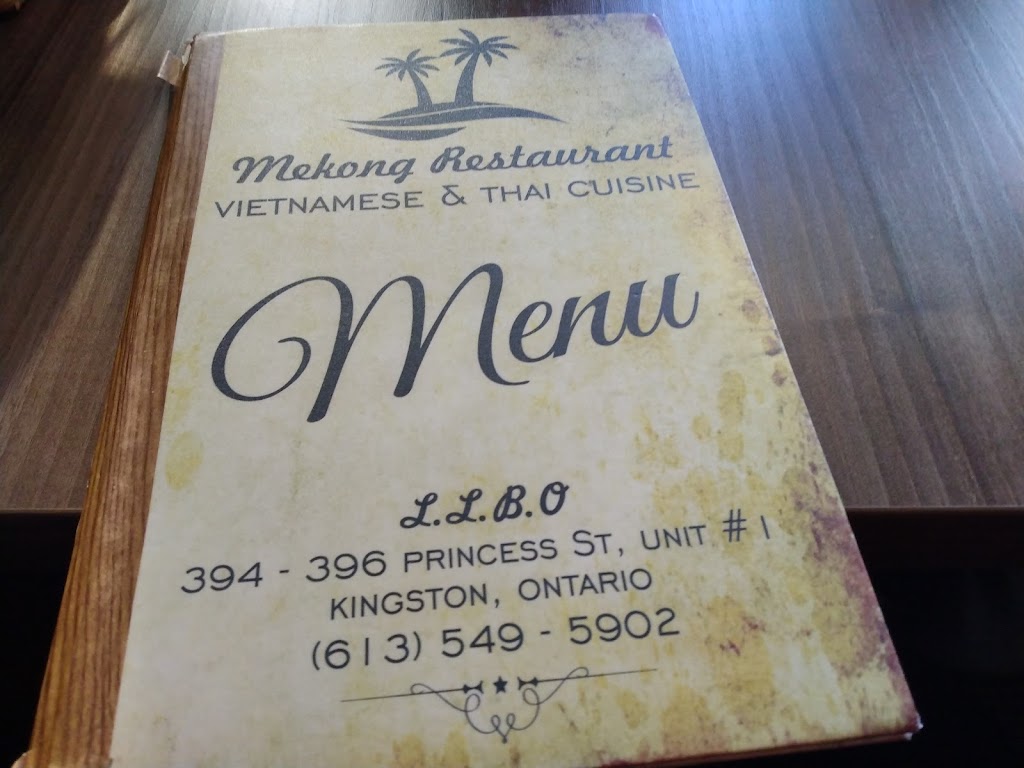 Mekong Restaurant
VIETNAMESE & THAI CUISINE
Menu
L.L.B.O
394 - 396 PRINCESS ST, UNIT # 1
KINGSTON, ONTARIO
(613) 549 - 5902